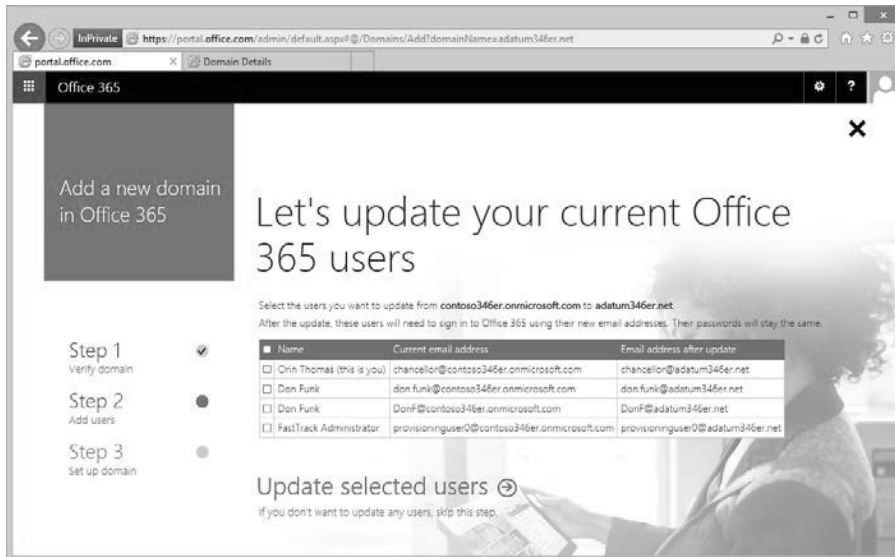 InPrivate https://portal.office.com/admin/default.aspx#@/Domains/Add?domainName=adatum346er.net
portal.office.com Domain Details
Office 365 ?
Add a new domain
in Office 365
Let's update your current Office
365 users
Select the users you want to update from contoso346er.onmicrosoft.com to adatum346er.net.
After the update, these users will need to sign in to Office 365 using their new email addresses. Their passwords will stay the same.
Name Current email address Email address after update
Orin Thomas (this is you) chancellor@contoso346er.onmicrosoft.com chancellor@adatum346er.net
Don Funk don.funk@contoso346er.onmicrosoft.com don.funk@adatum346er.net
Don Funk DonF@contoso346er.onmicrosoft.com DonF@adatum346er.net
FastTrack Administrator provisioninguser0@contoso346er.onmicrosoft.com provisioninguser0@adatum346er.net
Step 1
Verify domain
Step 2
Add users
Step 3
Set up domain
Update selected users
If you don't want to update any users, skip this step.